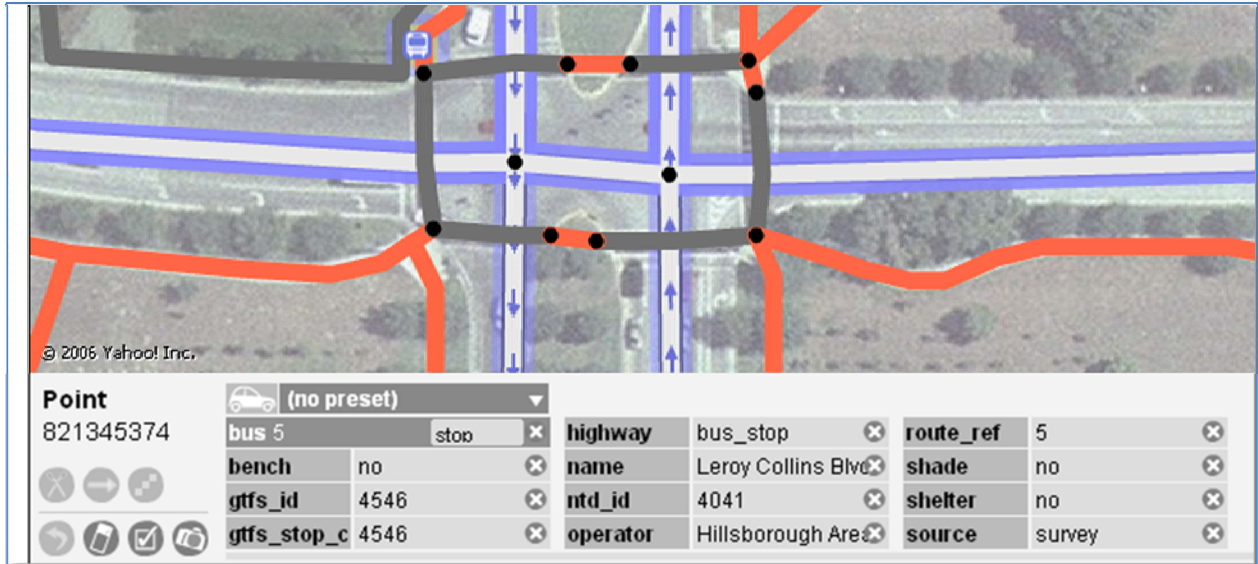 © 2006 Yahoo! Inc.
Point
821345374
(no preset)
bus 5 stop
highway bus_stop
route_ref 5
bench no
name Leroy Collins Blvd
shade no
gtfs_id 4546
ntd_id 4041
shelter no
gtfs_stop_c 4546
operator Hillsborough Area
source survey